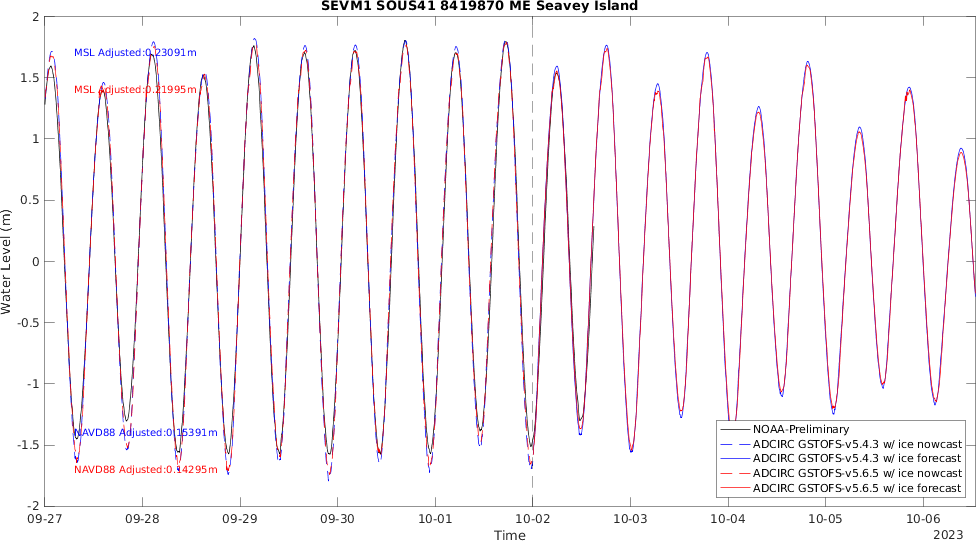 SEVM1 SOUS41 8419870 ME Seavey Island
2
1.5
1
0.5
0
-0.5
-1
-1.5
-2
Water Level (m)
MSL Adjusted:0.23091m
MSL Adjusted:0.21995m
NAVD88 Adjusted:0.15391m
NAVD88 Adjusted:0.14295m
NOAA-Preliminary
ADCIRC GSTOFS-v5.4.3 w/ ice nowcast
ADCIRC GSTOFS-v5.4.3 w/ ice forecast
ADCIRC GSTOFS-v5.6.5 w/ ice nowcast
ADCIRC GSTOFS-v5.6.5 w/ ice forecast
09-27 09-28 09-29 09-30 10-01 10-02 10-03 10-04 10-05 10-06
Time
2023